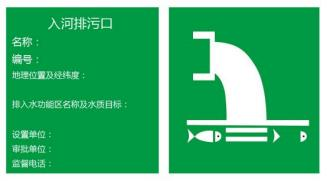 入河排污口
名称：
编号：
地理位置及经纬度：
排入水功能区名称及水质目标：
设置单位：
审批单位：
监督电话：